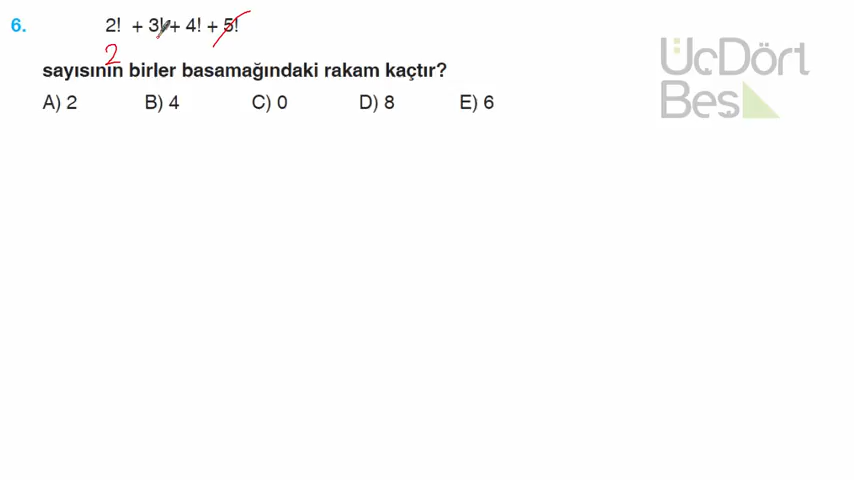 6. 2! + 3! + 4! + 5!
2
sayısının birler basamağındaki rakam kaçtır?
A) 2 B) 4 C) 0 D) 8 E) 6
ÜçDört
Beş